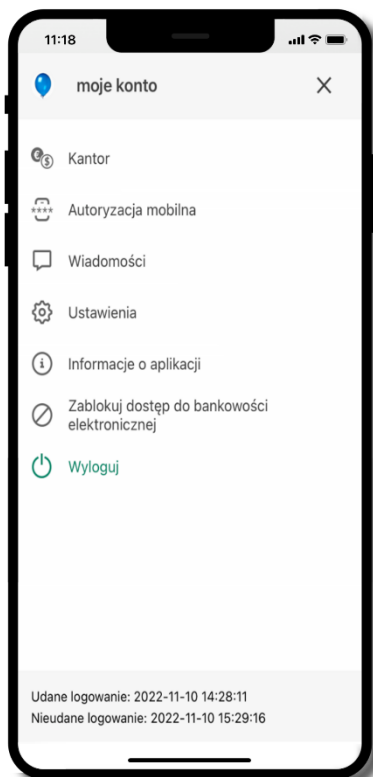 11:18
moje konto
Kantor
Autoryzacja mobilna
Wiadomości
Ustawienia
Informacje o aplikacji
Zablokuj dostęp do bankowości
elektronicznej
Wyloguj
Udane logowanie: 2022-11-10 14:28:11
Nieudane logowanie: 2022-11-10 15:29:16